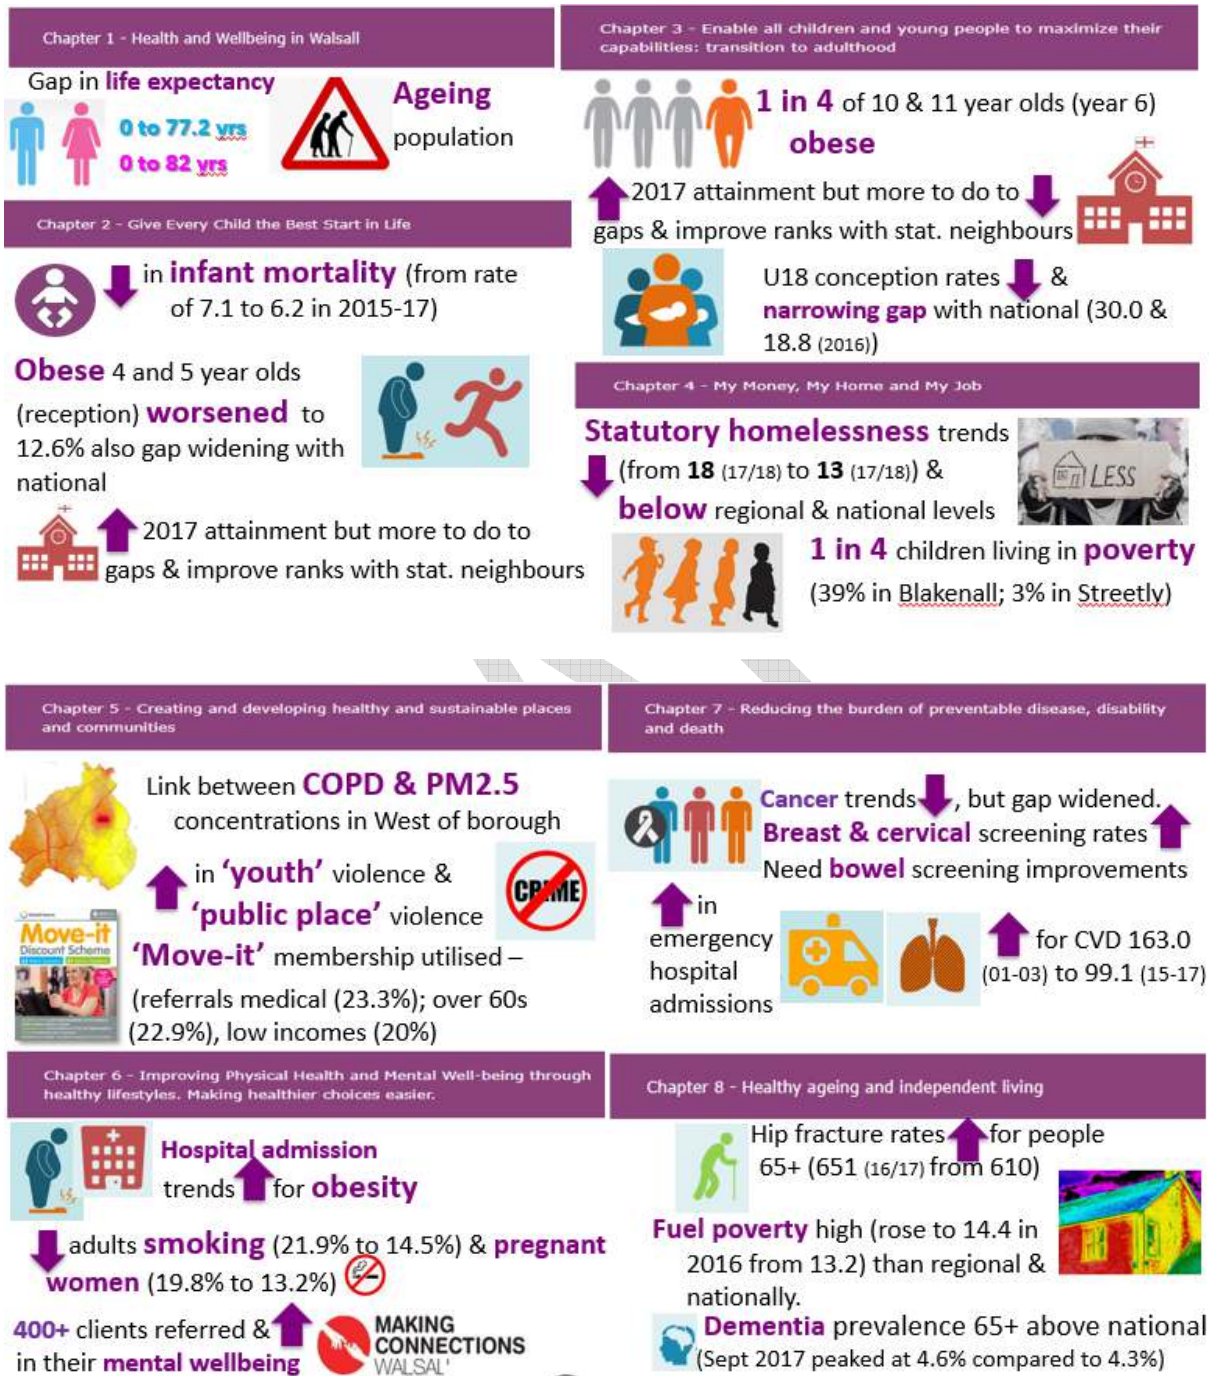 Chapter 1 - Health and Wellbeing in Walsall
Gap in life expectancy
0 to 77.2 yrs
0 to 82 yrs
Ageing
population
Chapter 2 - Give Every Child the Best Start in Life
in infant mortality (from rate
of 7.1 to 6.2 in 2015-17)
Obese 4 and 5 year olds
(reception) worsened to
12.6% also gap widening with
national
2017 attainment but more to do to
gaps & improve ranks with stat. neighbours
Chapter 3 - Enable all children and young people to maximize their
capabilities: transition to adulthood
1 in 4 of 10 & 11 year olds (year 6)
obese
2017 attainment but more to do to
gaps & improve ranks with stat. neighbours
U18 conception rates &
narrowing gap with national (30.0 &
18.8 (2016))
Chapter 4 - My Money, My Home and My Job
Statutory homelessness trends
(from 18 (17/18) to 13 (17/18)) &
below regional & national levels
LESS
1 in 4 children living in poverty
(39% in Blakenall; 3% in Streetly)
Chapter 5 - Creating and developing healthy and sustainable places
and communities
Link between COPD & PM2.5
concentrations in West of borough
in 'youth' violence &
'public place' violence
CRIME
Move-it
Discount Scheme
'Move-it' membership utilised –
(referrals medical (23.3%); over 60s
(22.9%), low incomes (20%)
Chapter 6 - Improving Physical Health and Mental Well-being through
healthy lifestyles. Making healthier choices easier.
Hospital admission
trends for obesity
adults smoking (21.9% to 14.5%) & pregnant
women (19.8% to 13.2%)
400+ clients referred &
in their mental wellbeing
MAKING
CONNECTIONS
WALSAL'
Chapter 7 - Reducing the burden of preventable disease, disability
and death
Cancer trends , but gap widened.
Breast & cervical screening rates
Need bowel screening improvements
in
emergency
hospital
admissions
for CVD 163.0
(01-03) to 99.1 (15-17)
Chapter 8 - Healthy ageing and independent living
Hip fracture rates for people
65+ (651 (16/17) from 610)
Fuel poverty high (rose to 14.4 in
2016 from 13.2) than regional &
nationally.
Dementia prevalence 65+ above national
(Sept 2017 peaked at 4.6% compared to 4.3%)